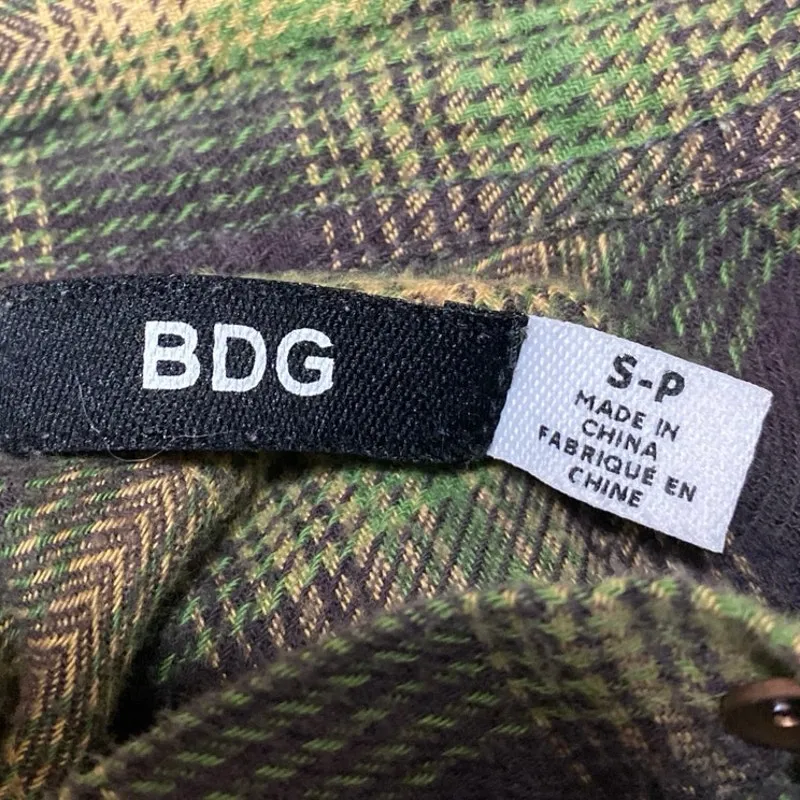 BDG
S-P
MADE IN
CHINA
FABRIQUÉ EN
CHINE